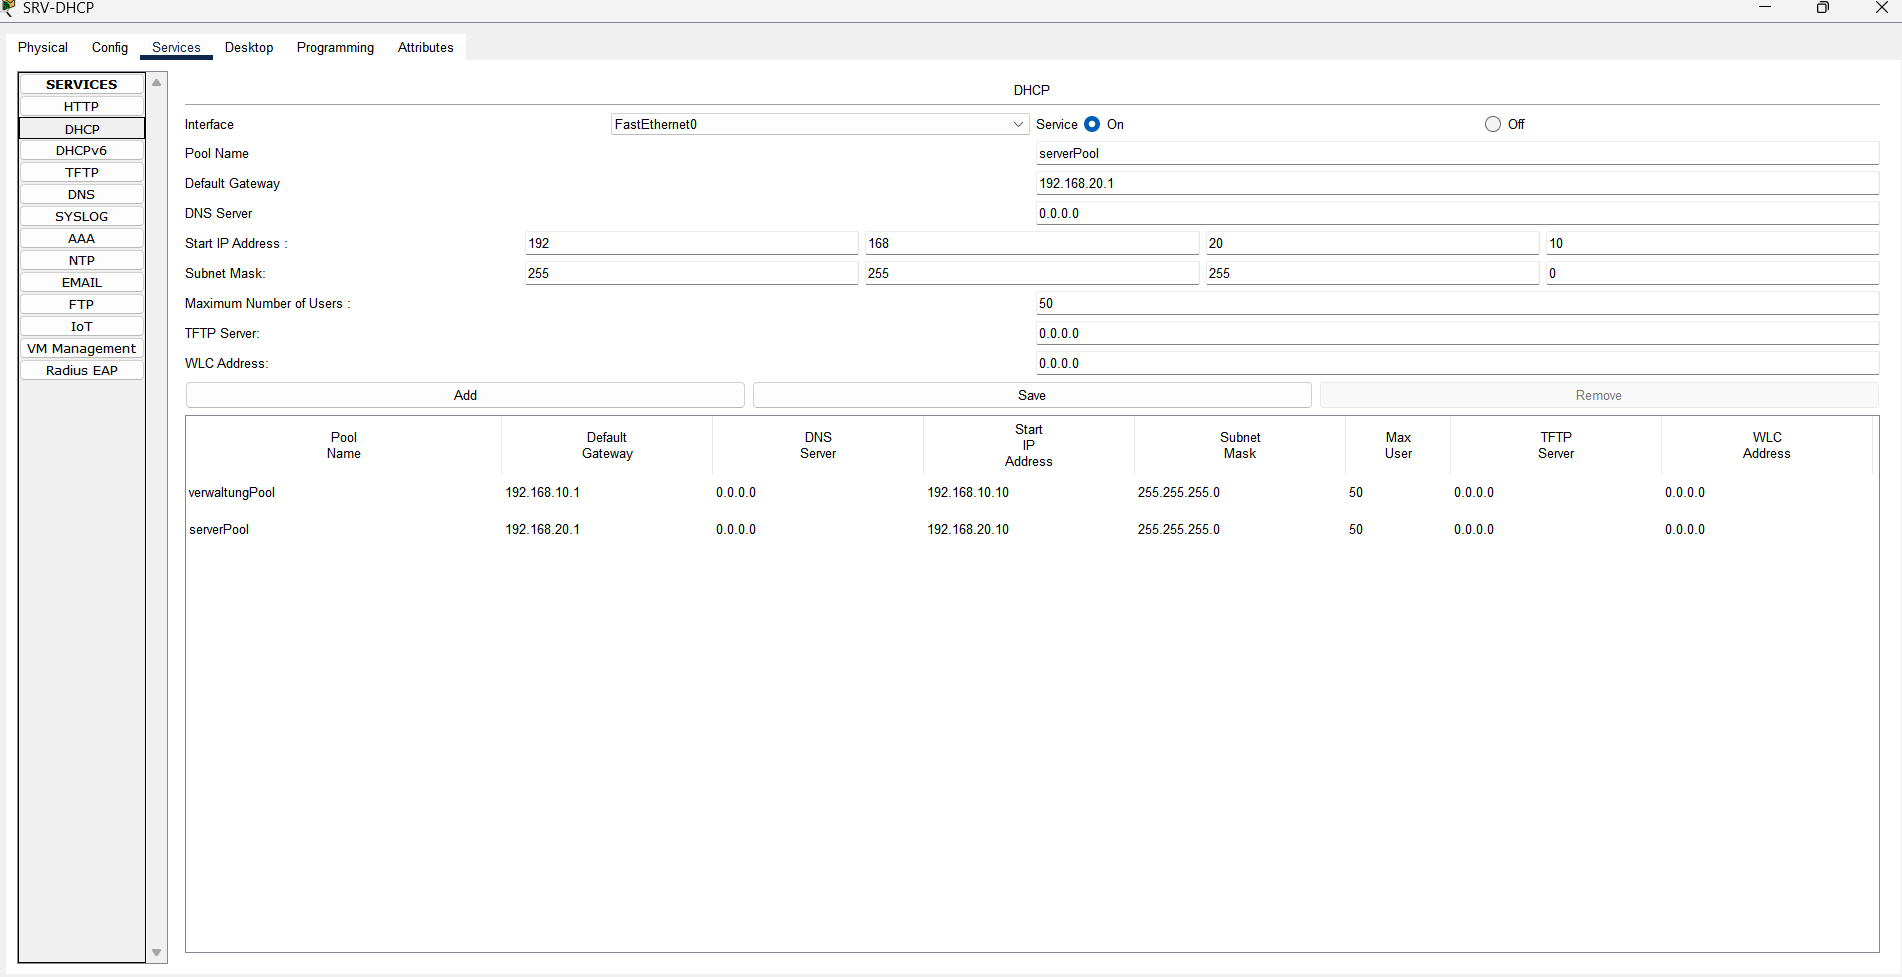 SRV-DHCP
Physical Config Services Desktop Programming Attributes
SERVICES
HTTP
DHCP
DHCPv6
TFTP
DNS
SYSLOG
AAA
NTP
EMAIL
FTP
IoT
VM Management
Radius EAP
DHCP
Interface FastEthernet0 Service On Off
Pool Name serverPool
Default Gateway 192.168.20.1
DNS Server 0.0.0.0
Start IP Address : 192 168 20 10
Subnet Mask: 255 255 255 0
Maximum Number of Users : 50
TFTP Server: 0.0.0.0
WLC Address: 0.0.0.0
Add Save Remove
Pool Name Default Gateway DNS Server Start IP Address Subnet Mask Max User TFTP Server WLC Address
verwaltungPool 192.168.10.1 0.0.0.0 192.168.10.10 255.255.255.0 50 0.0.0.0 0.0.0.0
serverPool 192.168.20.1 0.0.0.0 192.168.20.10 255.255.255.0 50 0.0.0.0 0.0.0.0